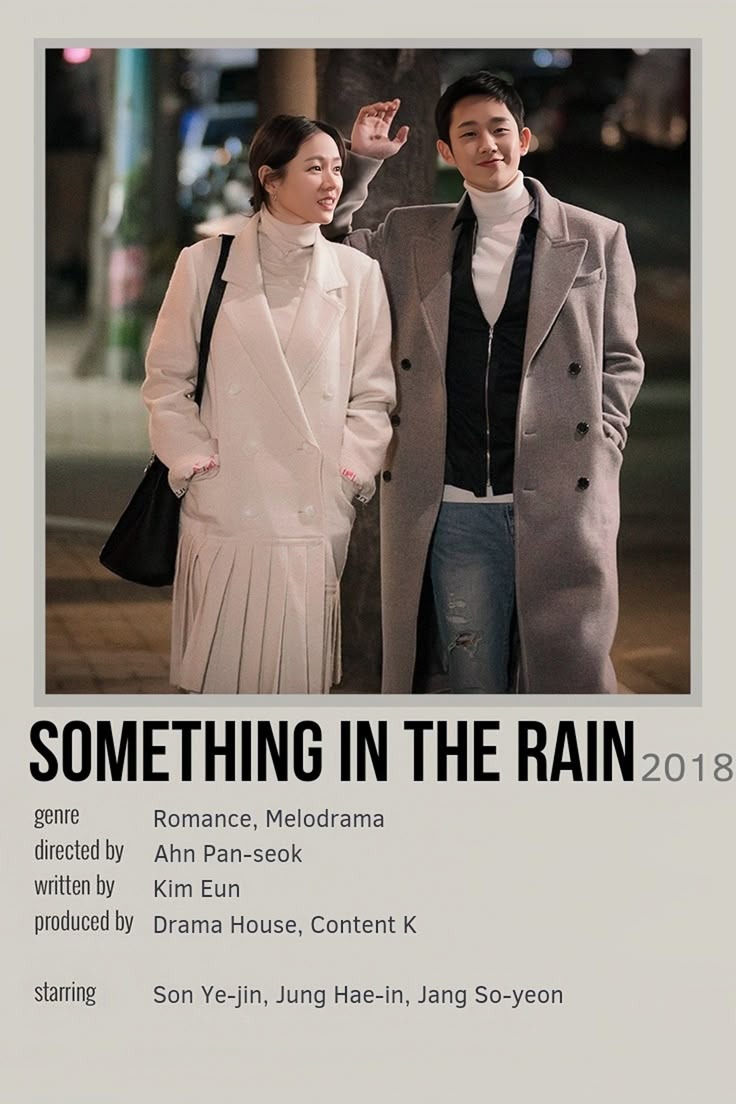 SOMETHING IN THE RAIN 2018
genre Romance, Melodrama
directed by Ahn Pan-seok
written by Kim Eun
produced by Drama House, Content K
starring Son Ye-jin, Jung Hae-in, Jang So-yeon